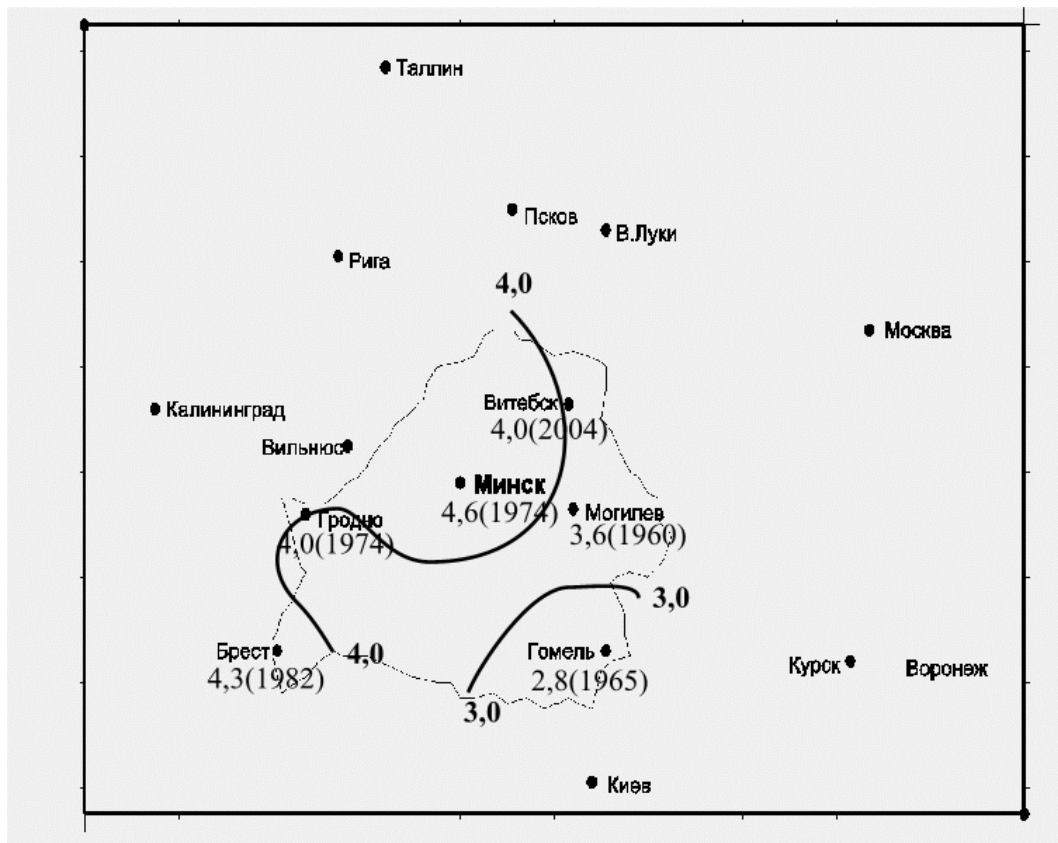 Таллин
Псков
В.Луки
Рига
4,0
Москва
Витебск
4,0(2004)
Калининград
Вильнюс
Минск
4,6(1974)
Могилев
3,6(1960)
Гродно
4,0(1974)
3,0
Брест
4,3(1982)
4,0
Гомель
2,8(1965)
Курск
Воронеж
3,0
Киев